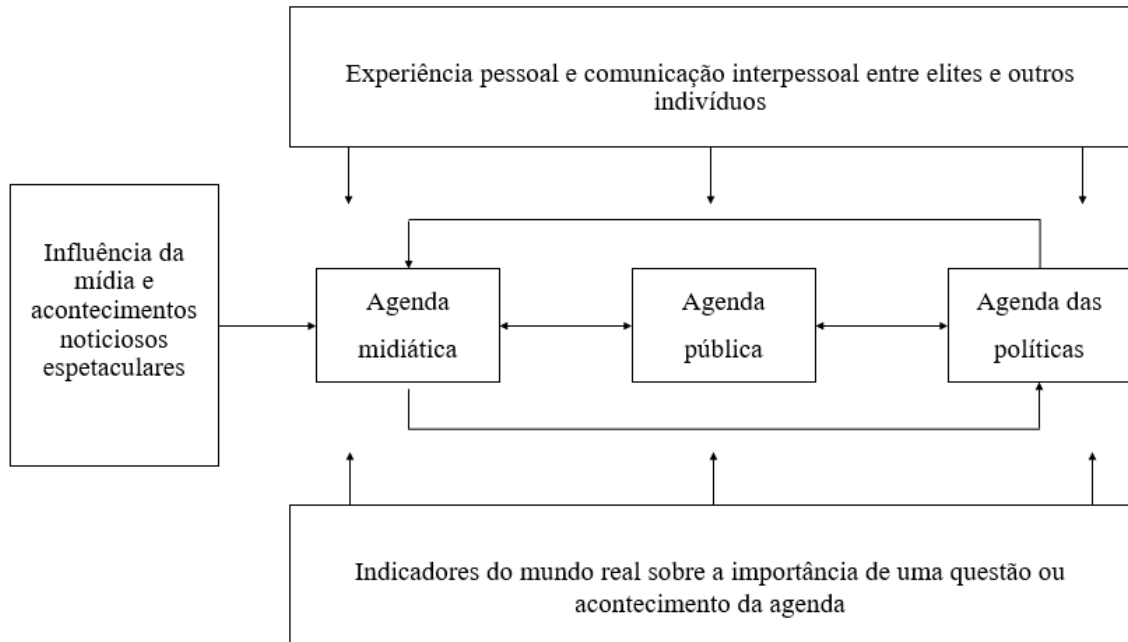 Experiência pessoal e comunicação interpessoal entre elites e outros
indivíduos
Influência da
mídia e
acontecimentos
noticiosos
espetaculares
Agenda
midiática
Agenda
pública
Agenda das
políticas
Indicadores do mundo real sobre a importância de uma questão ou
acontecimento da agenda